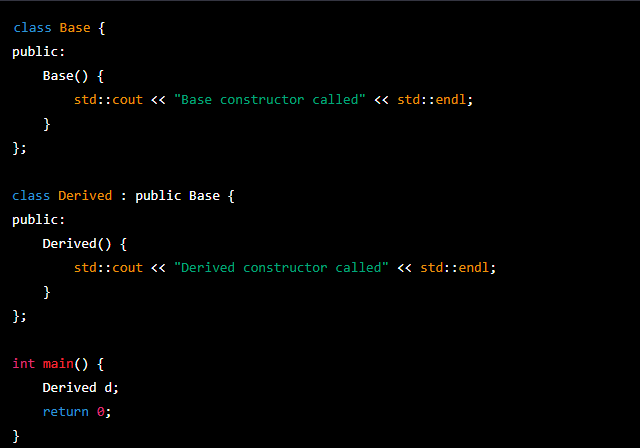 class Base {
public:
    Base() {
        std::cout << "Base constructor called" << std::endl;
    }
};

class Derived : public Base {
public:
    Derived() {
        std::cout << "Derived constructor called" << std::endl;
    }
};

int main() {
    Derived d;
    return 0;
}